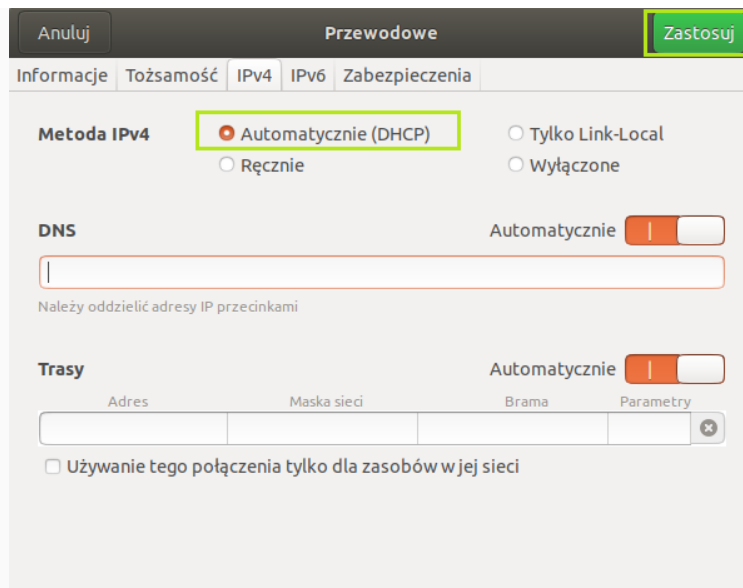 Anuluj Przewodowe Zastosuj
Informacje Tożsamość IPv4 IPv6 Zabezpieczenia
Metoda IPv4 Automatycznie (DHCP) Tylko Link-Local
Ręcznie Wyłączone
DNS Automatycznie
Należy oddzielić adresy IP przecinkami
Trasy Automatycznie
Adres Maska sieci Brama Parametry
Używanie tego połączenia tylko dla zasobów w jej sieci